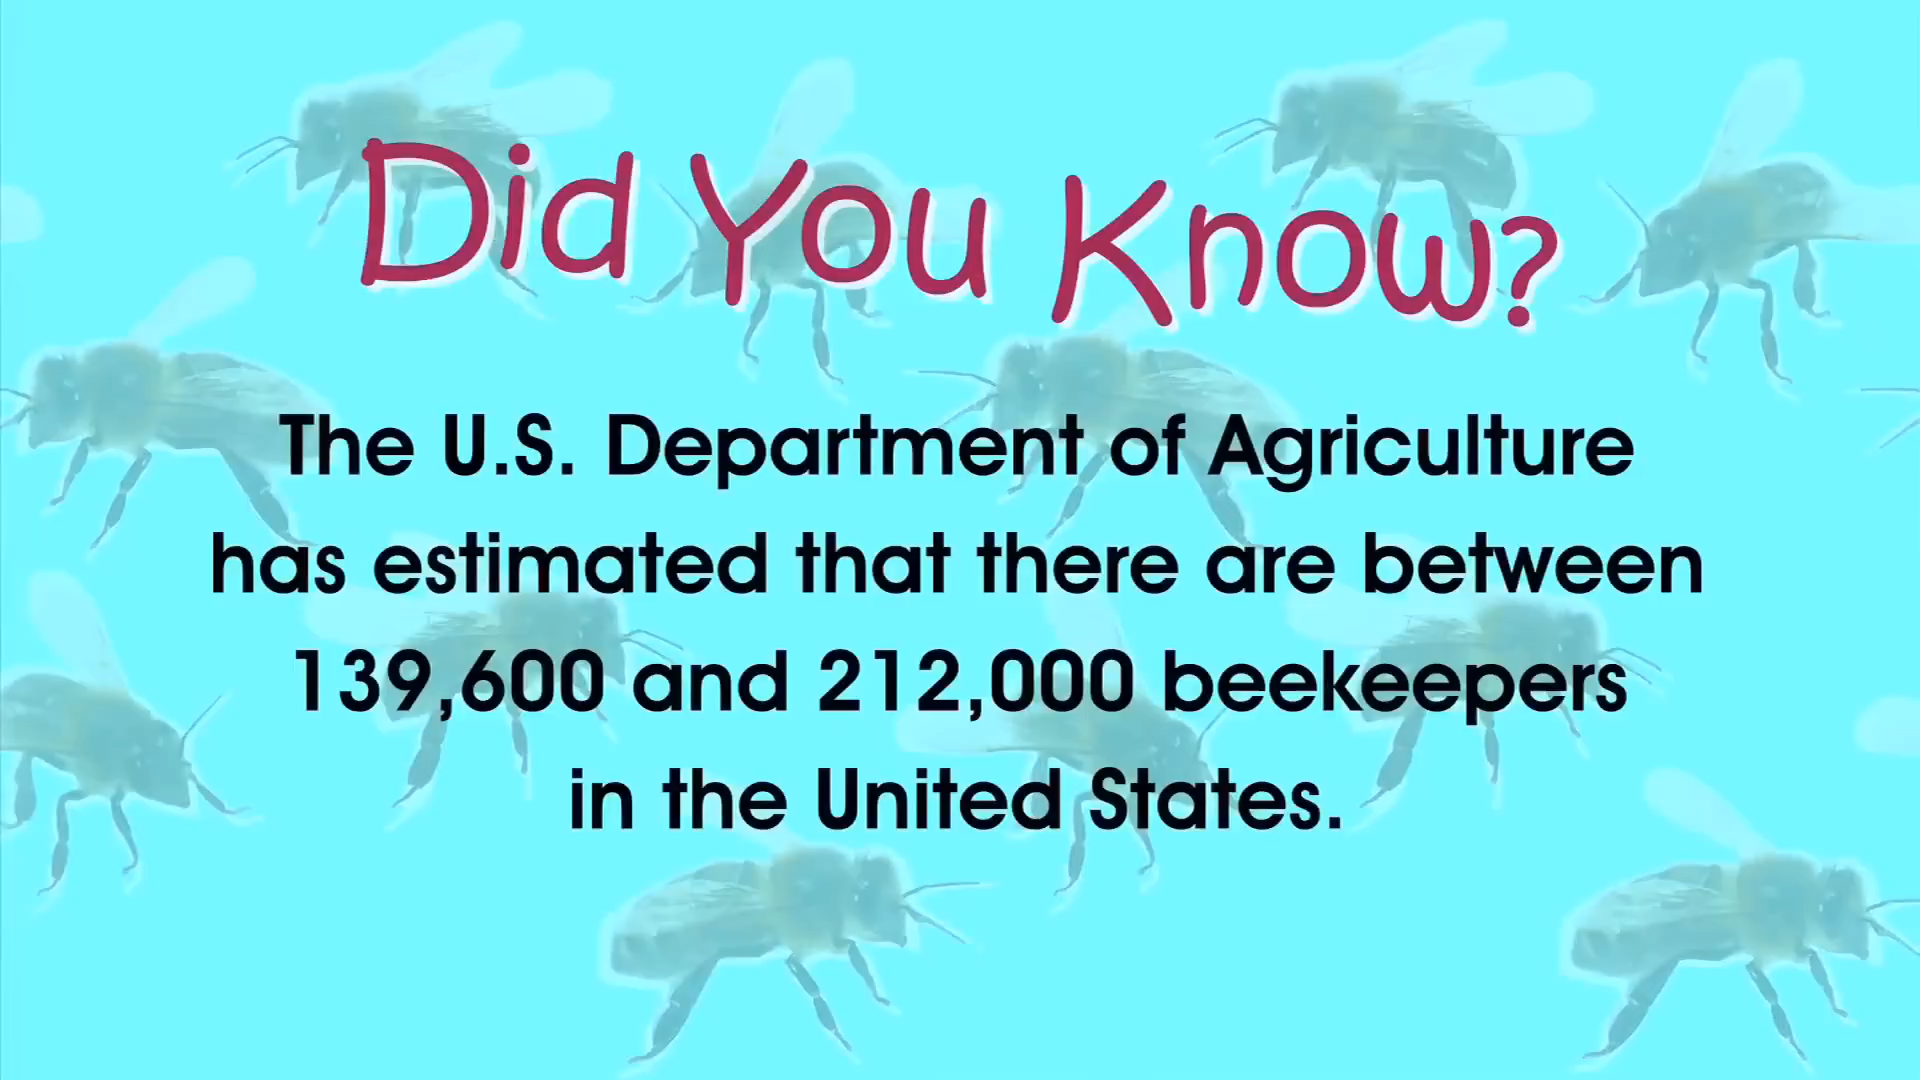 Did You Know?
The U.S. Department of Agriculture
has estimated that there are between
139,600 and 212,000 beekeepers
in the United States.